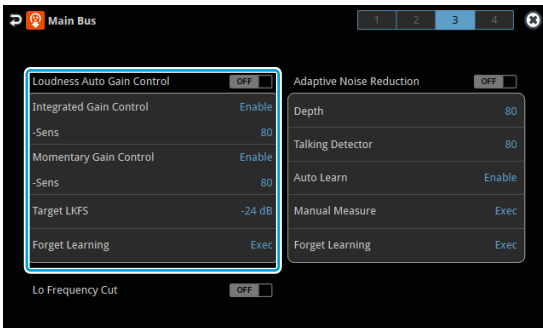 Main Bus
1 2 3 4
Loudness Auto Gain Control OFF
Integrated Gain Control Enable
-Sens 80
Momentary Gain Control Enable
-Sens 80
Target LKFS -24 dB
Forget Learning Exec
Lo Frequency Cut OFF
Adaptive Noise Reduction OFF
Depth 80
Talking Detector 80
Auto Learn Enable
Manual Measure Exec
Forget Learning Exec